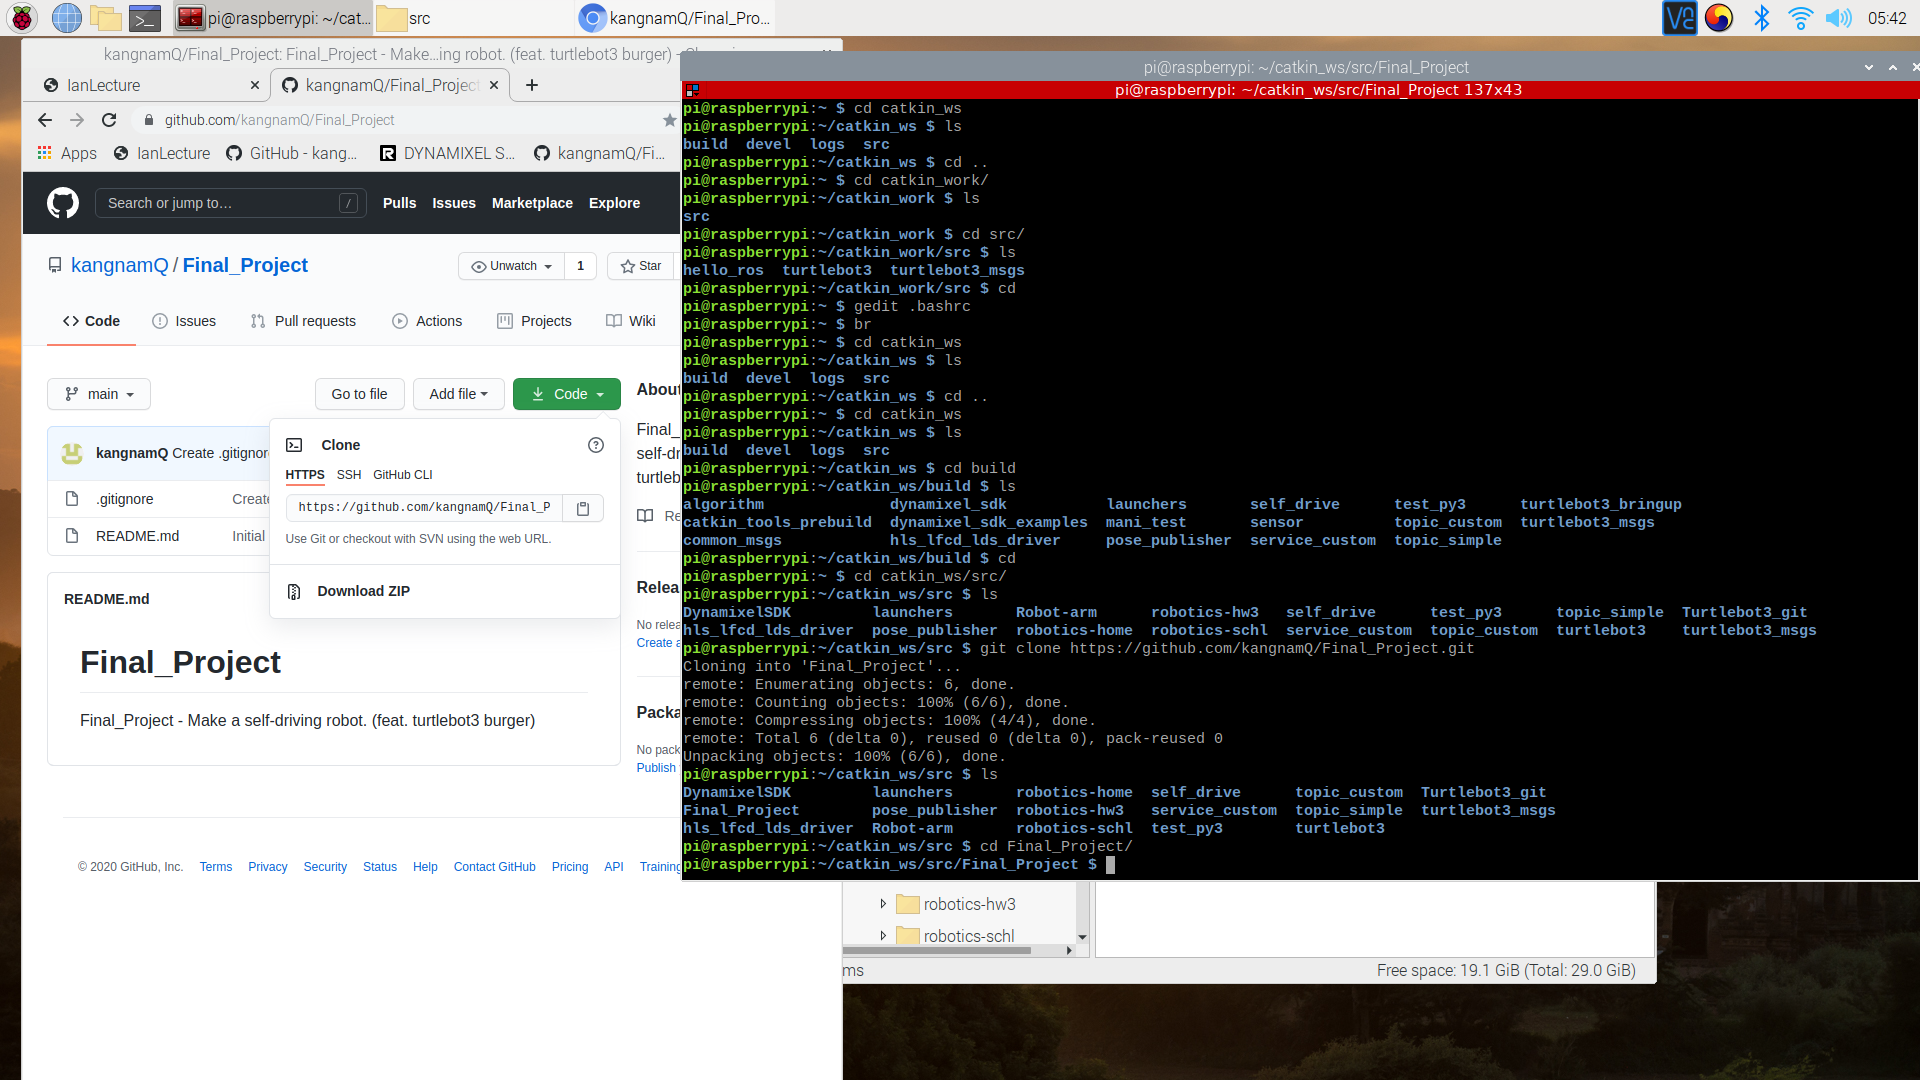 pi@raspberrypi: ~/cat...
src
kangnamQ/Final_Pro...
05:42
kangnamQ/Final_Project: Final_Project - Make...ing robot. (feat. turtlebot3 burger) -
IanLecture
kangnamQ/Final_Project
github.com/kangnamQ/Final_Project
Apps
IanLecture
GitHub - kang...
DYNAMIXEL S...
kangnamQ/Fi...
Search or jump to…
/
Pulls
Issues
Marketplace
Explore
kangnamQ / Final_Project
Unwatch
1
Star
Code
Issues
Pull requests
Actions
Projects
Wiki
main
Go to file
Add file
Code
About
kangnamQ Create .gitignor
Clone
HTTPS
SSH
GitHub CLI
https://github.com/kangnamQ/Final_P
Use Git or checkout with SVN using the web URL.
Download ZIP
Final_
self-dr
turtleb
Re
.gitignore
Create
README.md
Initial
README.md
Final_Project
Final_Project - Make a self-driving robot. (feat. turtlebot3 burger)
Relea
No relea
Create a
Packa
No pack
Publish
© 2020 GitHub, Inc.
Terms
Privacy
Security
Status
Help
Contact GitHub
Pricing
API
Training
pi@raspberrypi: ~/catkin_ws/src/Final_Project
pi@raspberrypi: ~/catkin_ws/src/Final_Project 137x43
pi@raspberrypi:~ $ cd catkin_ws
pi@raspberrypi:~/catkin_ws $ ls
build  devel  logs  src
pi@raspberrypi:~/catkin_ws $ cd ..
pi@raspberrypi:~ $ cd catkin_work/
pi@raspberrypi:~/catkin_work $ ls
src
pi@raspberrypi:~/catkin_work $ cd src/
pi@raspberrypi:~/catkin_work/src $ ls
hello_ros  turtlebot3  turtlebot3_msgs
pi@raspberrypi:~/catkin_work/src $ cd
pi@raspberrypi:~ $ gedit .bashrc
pi@raspberrypi:~ $ br
pi@raspberrypi:~ $ cd catkin_ws
pi@raspberrypi:~/catkin_ws $ ls
build  devel  logs  src
pi@raspberrypi:~/catkin_ws $ cd ..
pi@raspberrypi:~ $ cd catkin_ws
pi@raspberrypi:~/catkin_ws $ ls
build  devel  logs  src
pi@raspberrypi:~/catkin_ws $ cd build
pi@raspberrypi:~/catkin_ws/build $ ls
algorithm  dynamixel_sdk  launchers  self_drive  test_py3  turtlebot3_bringup
catkin_tools_prebuild  dynamixel_sdk_examples  mani_test  sensor  topic_custom  turtlebot3_msgs
common_msgs  hls_lfcd_lds_driver  pose_publisher  service_custom  topic_simple
pi@raspberrypi:~/catkin_ws/build $ cd
pi@raspberrypi:~ $ cd catkin_ws/src/
pi@raspberrypi:~/catkin_ws/src $ ls
DynamixelSDK  launchers  Robot-arm  robotics-hw3  self_drive  test_py3  topic_simple  Turtlebot3_git
hls_lfcd_lds_driver  pose_publisher  robotics-home  robotics-schl  service_custom  topic_custom  turtlebot3  turtlebot3_msgs
pi@raspberrypi:~/catkin_ws/src $ git clone https://github.com/kangnamQ/Final_Project.git
Cloning into 'Final_Project'...
remote: Enumerating objects: 6, done.
remote: Counting objects: 100% (6/6), done.
remote: Compressing objects: 100% (4/4), done.
remote: Total 6 (delta 0), reused 0 (delta 0), pack-reused 0
Unpacking objects: 100% (6/6), done.
pi@raspberrypi:~/catkin_ws/src $ ls
DynamixelSDK  launchers  robotics-home  self_drive  topic_custom  Turtlebot3_git
Final_Project  pose_publisher  robotics-hw3  service_custom  topic_simple  turtlebot3_msgs
hls_lfcd_lds_driver  Robot-arm  robotics-schl  test_py3  turtlebot3
pi@raspberrypi:~/catkin_ws/src $ cd Final_Project/
pi@raspberrypi:~/catkin_ws/src/Final_Project $
robotics-hw3
robotics-schl
ms
Free space: 19.1 GiB (Total: 29.0 GiB)